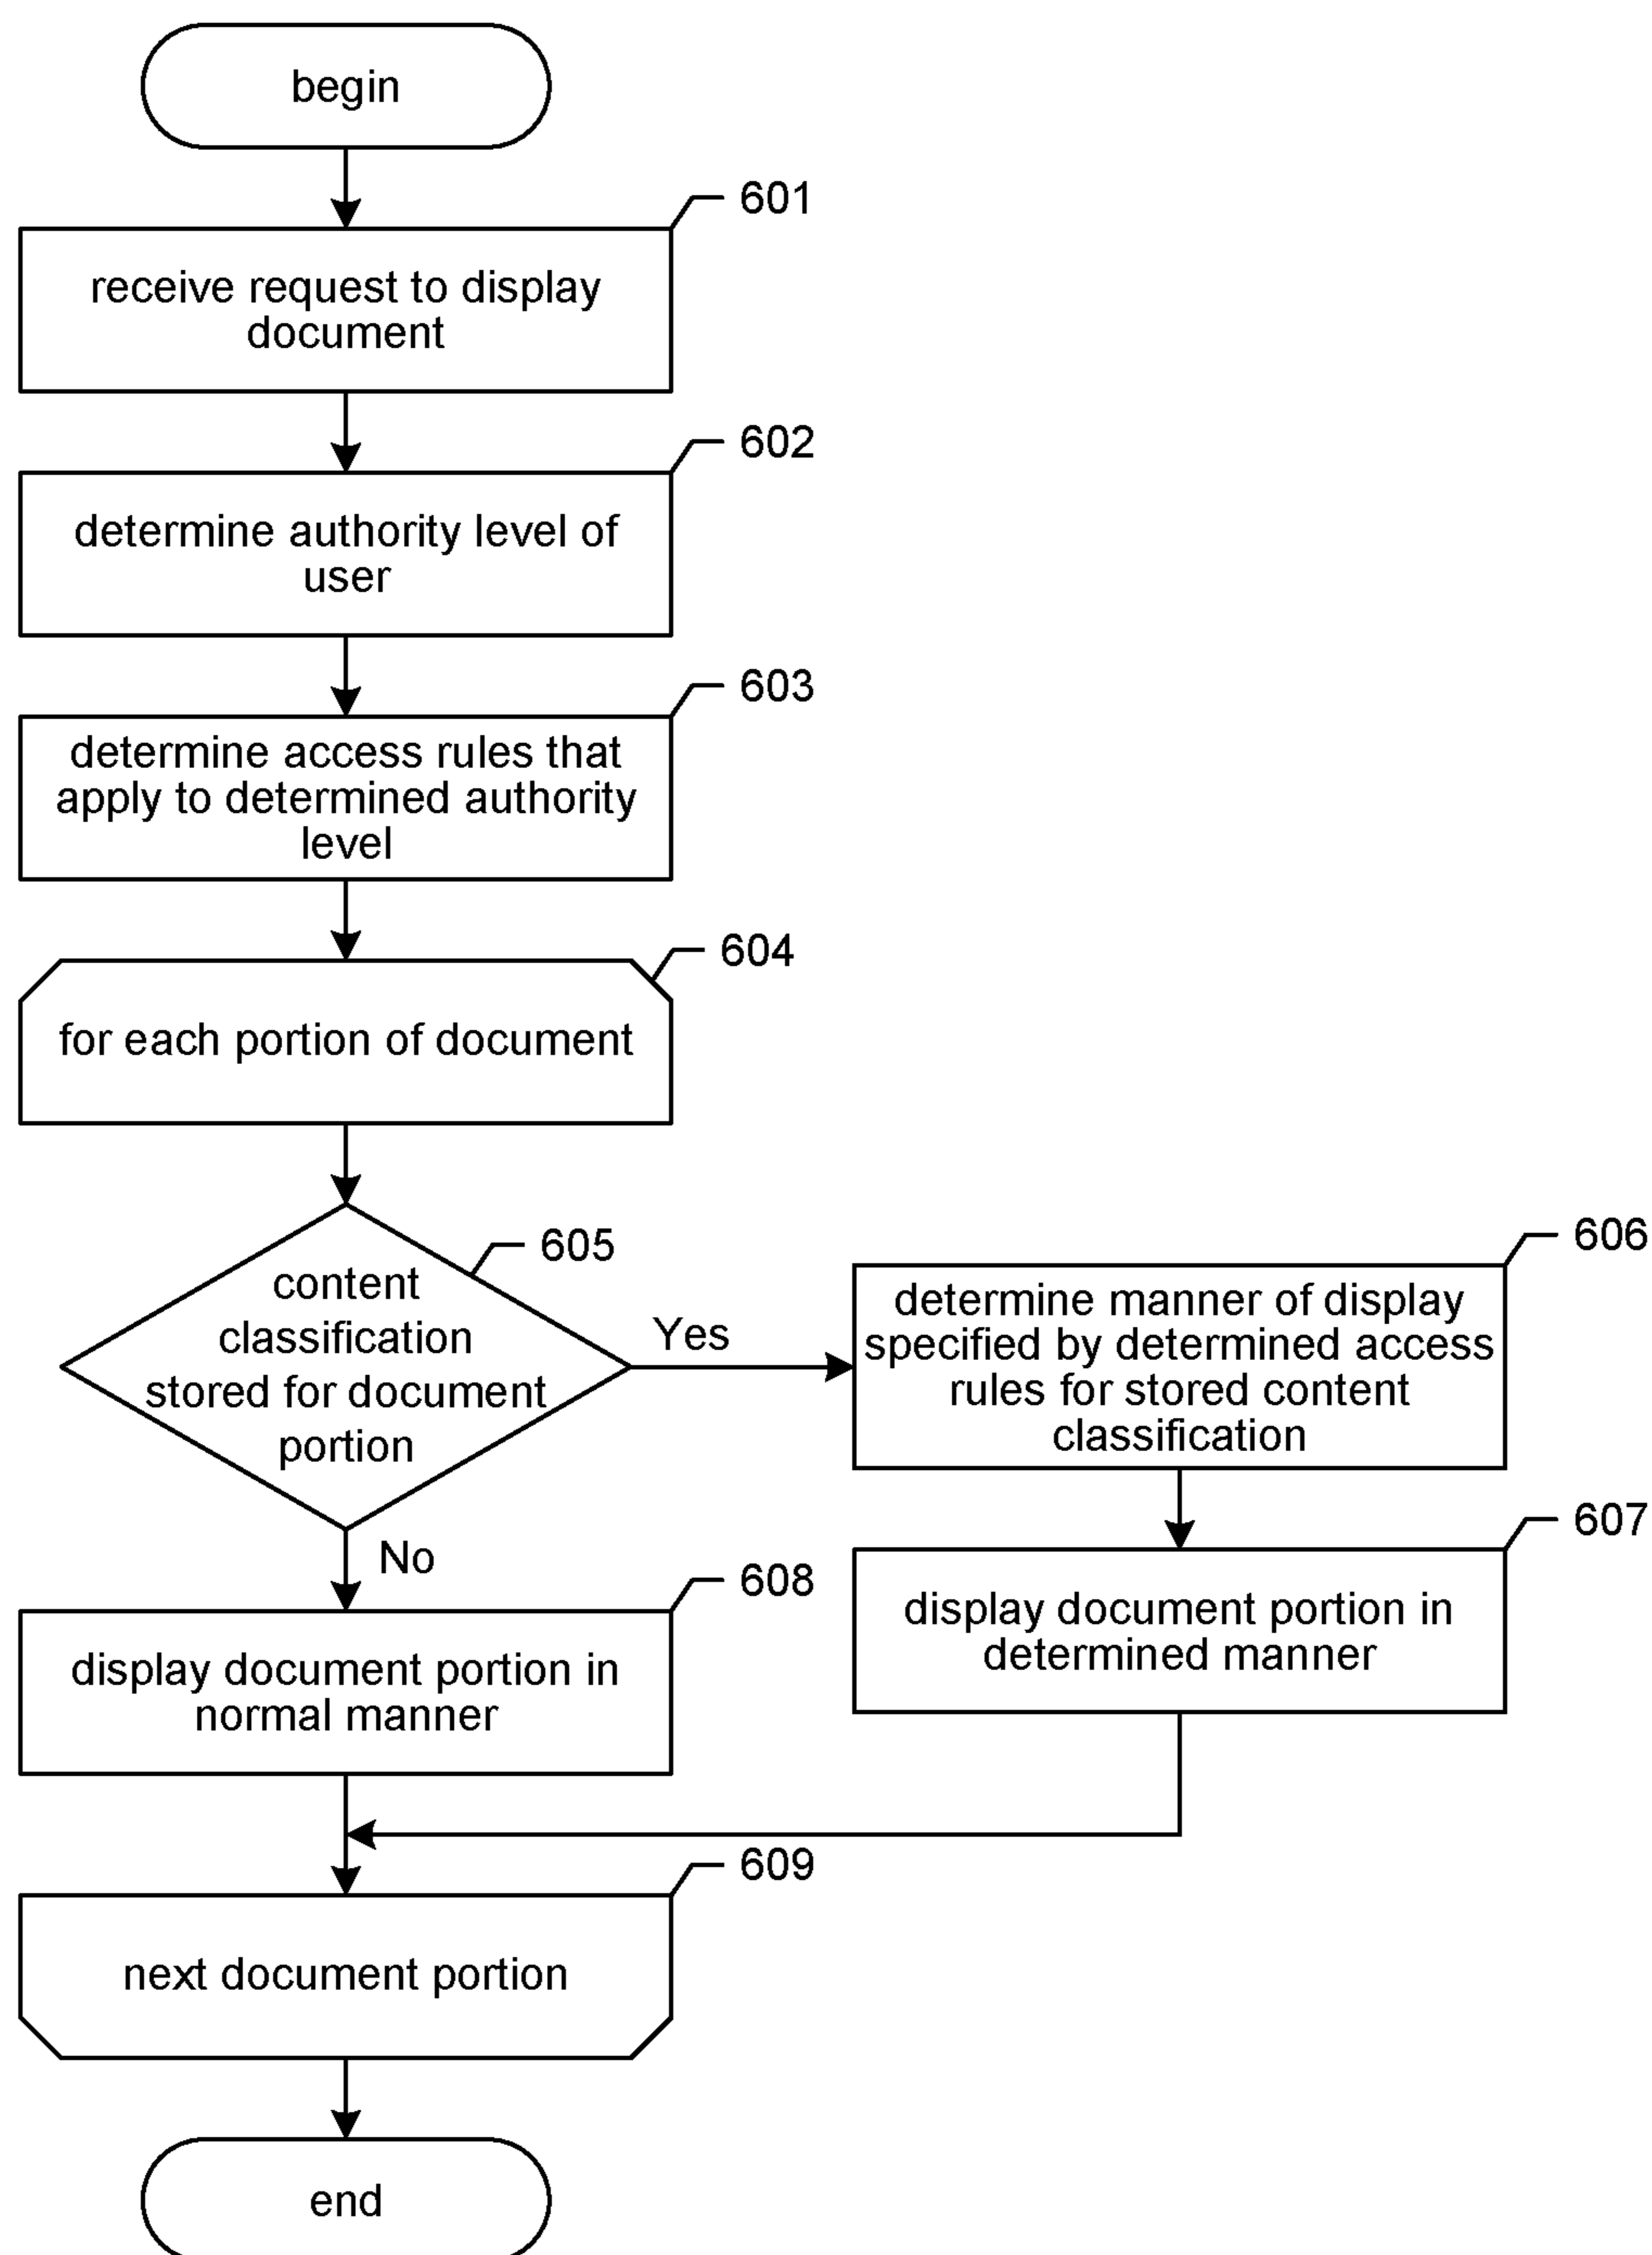 begin
601
receive request to display
document
602
determine authority level of
user
603
determine access rules that
apply to determined authority
level
604
for each portion of document
605
content
classification
stored for document
portion
Yes
606
determine manner of display
specified by determined access
rules for stored content
classification
No
607
display document portion in
determined manner
608
display document portion in
normal manner
609
next document portion
end